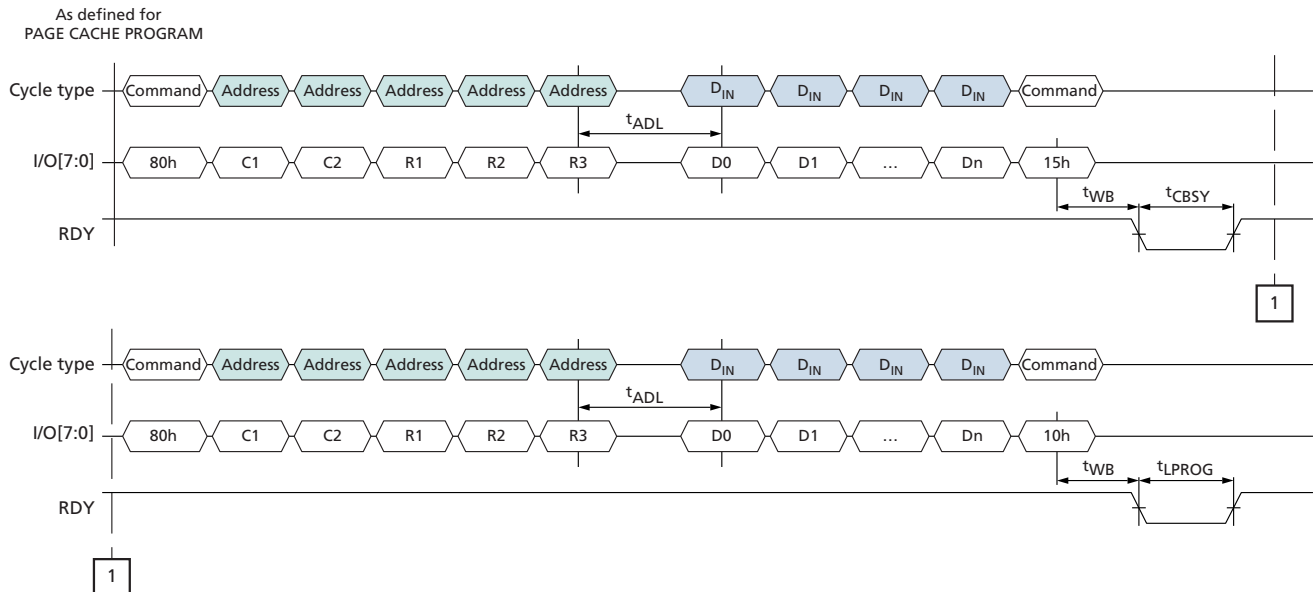 As defined for
PAGE CACHE PROGRAM
Cycle type Command Address Address Address Address Address DIN DIN DIN DIN Command
tADL
I/O[7:0] 80h C1 C2 R1 R2 R3 D0 D1 … Dn 15h
tWB tCBSY
RDY
1
Cycle type Command Address Address Address Address Address DIN DIN DIN DIN Command
tADL
I/O[7:0] 80h C1 C2 R1 R2 R3 D0 D1 … Dn 10h
tWB tLPROG
RDY
1